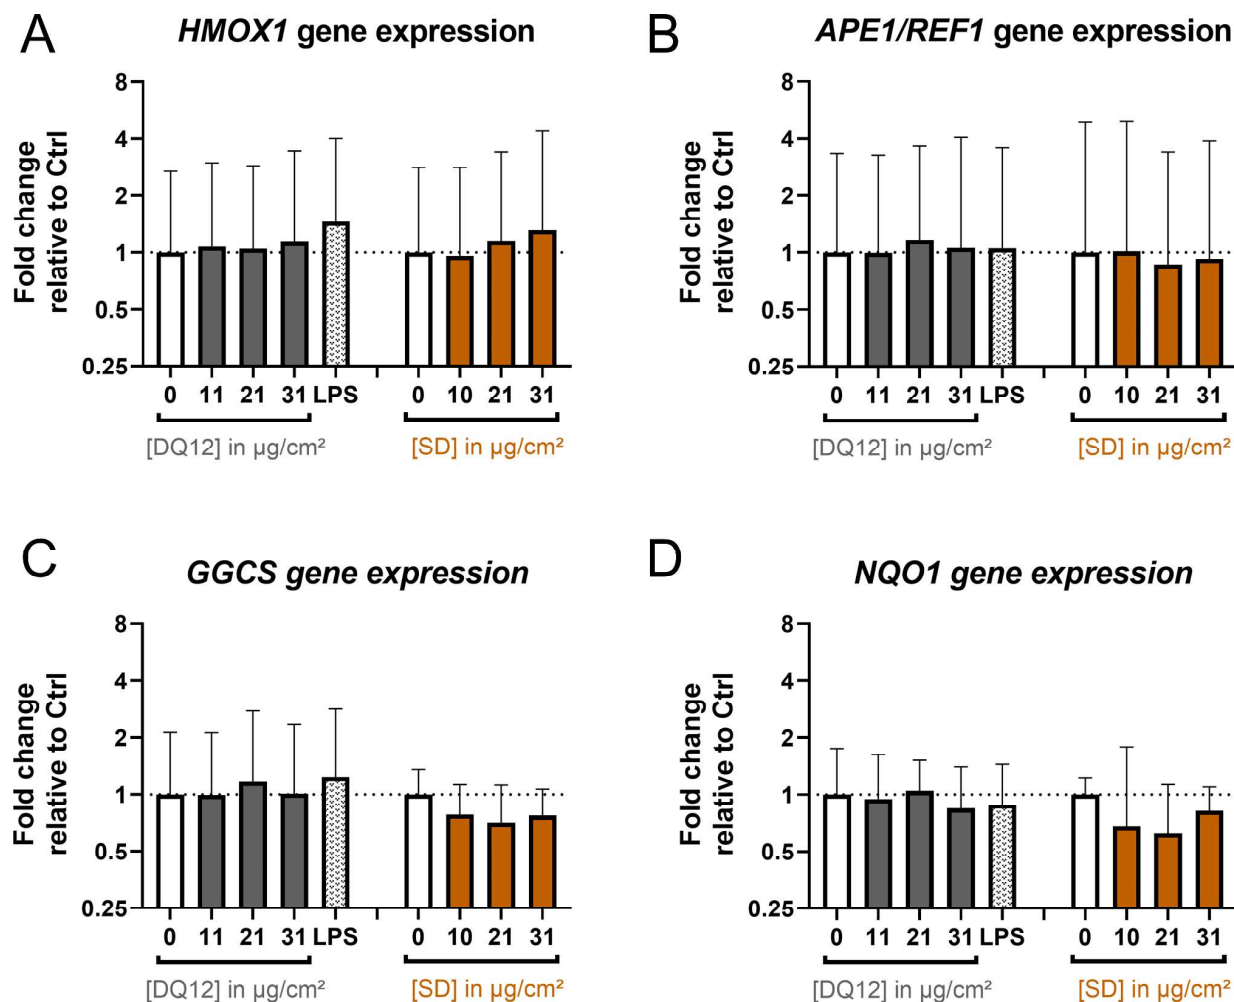 A
HMOX1 gene expression
Fold change
relative to Ctrl
8
4
2
1
0.5
0.25
0 11 21 31 LPS 0 10 21 31
[DQ12] in µg/cm² [SD] in µg/cm²
B
APE1/REF1 gene expression
Fold change
relative to Ctrl
8
4
2
1
0.5
0.25
0 11 21 31 LPS 0 10 21 31
[DQ12] in µg/cm² [SD] in µg/cm²
C
GGCS gene expression
Fold change
relative to Ctrl
8
4
2
1
0.5
0.25
0 11 21 31 LPS 0 10 21 31
[DQ12] in µg/cm² [SD] in µg/cm²
D
NQO1 gene expression
Fold change
relative to Ctrl
8
4
2
1
0.5
0.25
0 11 21 31 LPS 0 10 21 31
[DQ12] in µg/cm² [SD] in µg/cm²